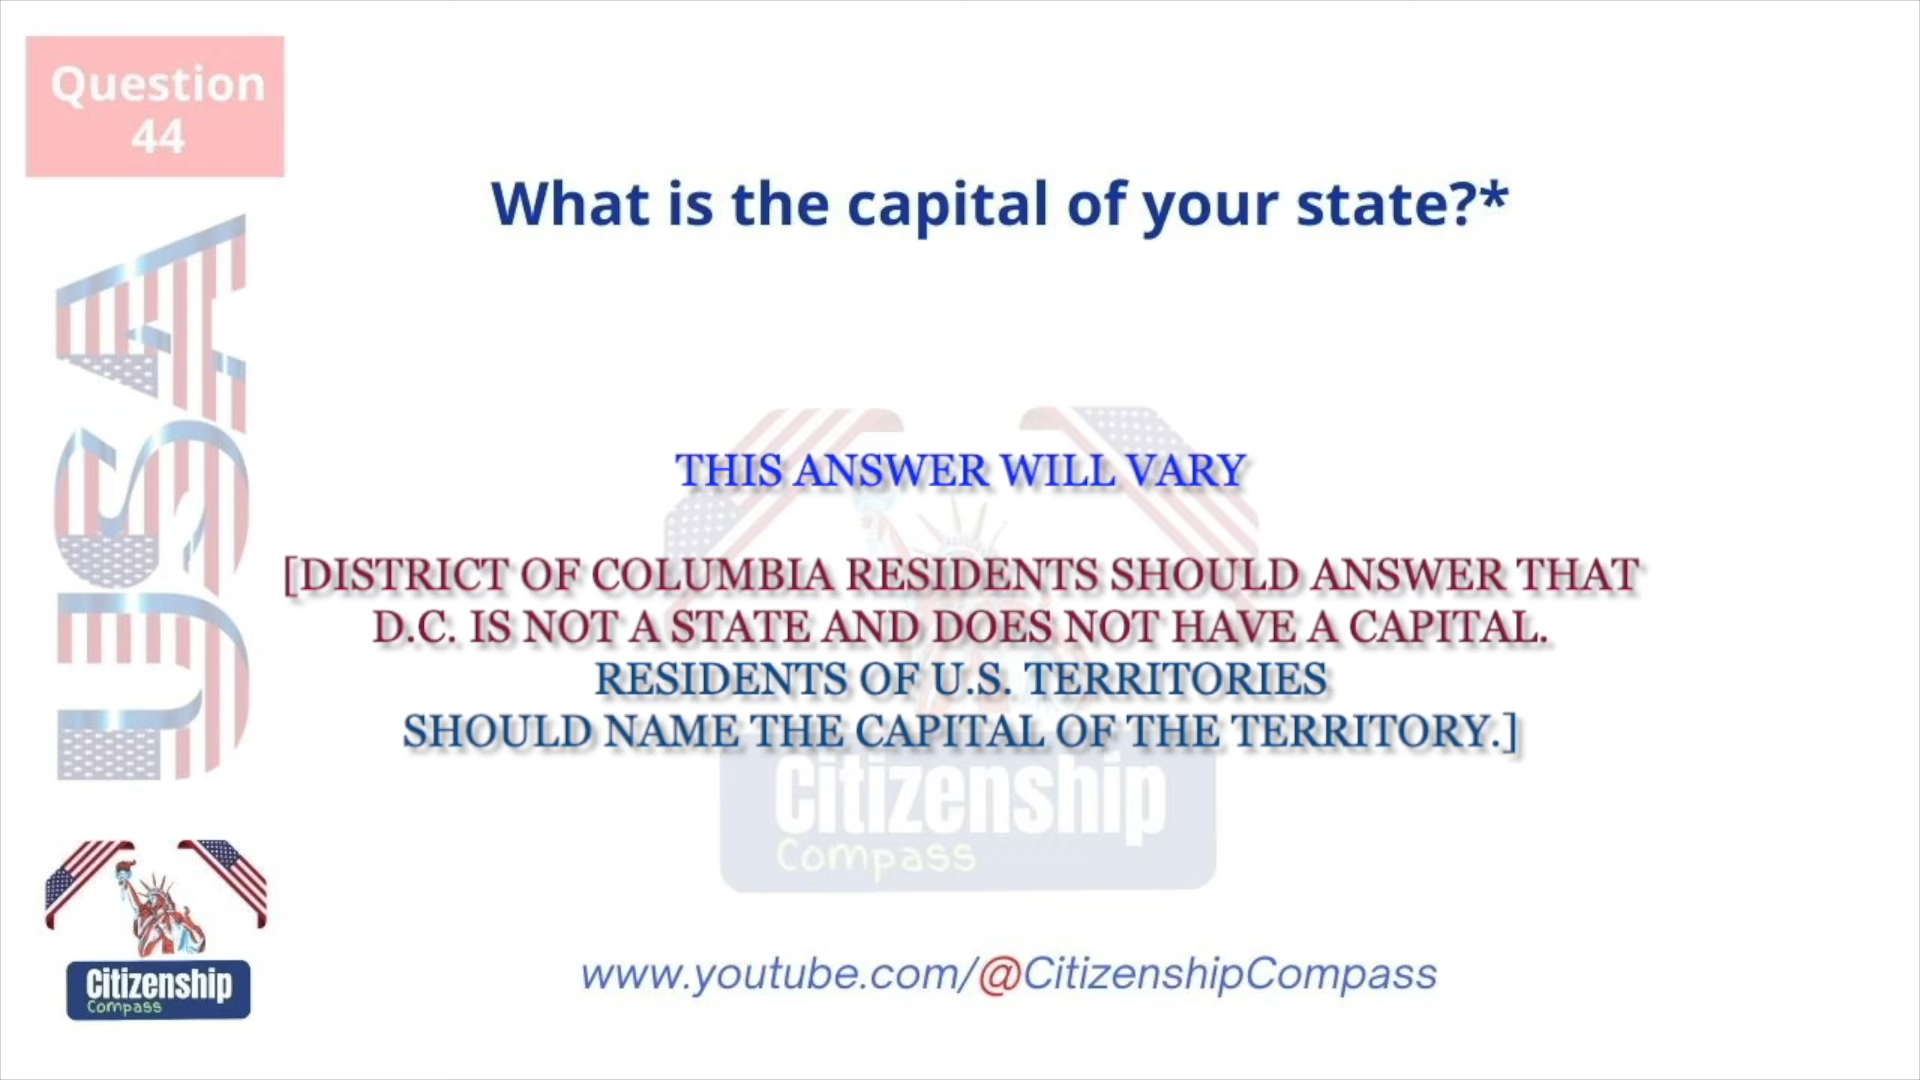 Question
44
What is the capital of your state?*
USA
THIS ANSWER WILL VARY
[DISTRICT OF COLUMBIA RESIDENTS SHOULD ANSWER THAT
D.C. IS NOT A STATE AND DOES NOT HAVE A CAPITAL.
RESIDENTS OF U.S. TERRITORIES
SHOULD NAME THE CAPITAL OF THE TERRITORY.]
Citizenship
Compass
Citizenship
Compass
www.youtube.com/@CitizenshipCompass